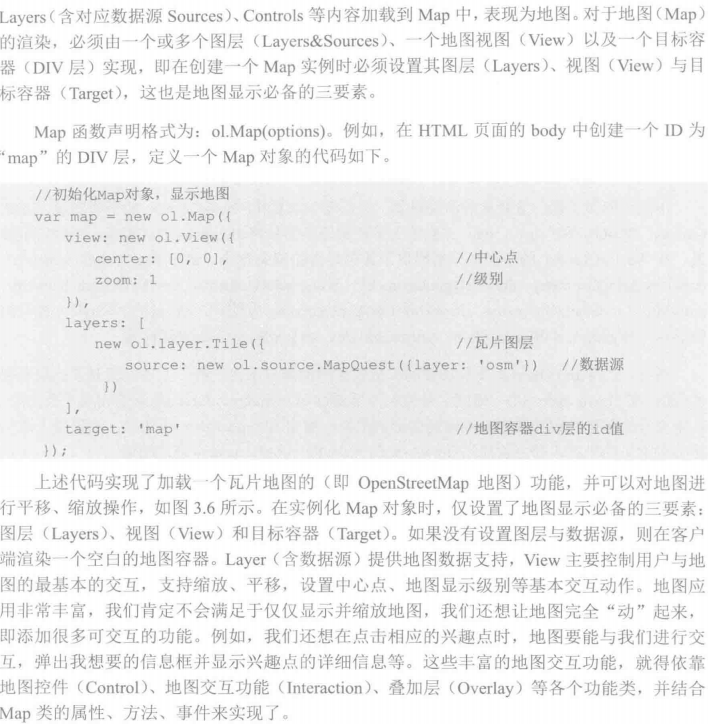 Layers（含对应数据源 Sources）、Controls 等内容加载到 Map 中，表现为地图。对于地图（Map）
的渲染，必须由一个或多个图层（Layers&Sources）、一个地图视图（View）以及一个目标容
器（DIV 层）实现，即在创建一个 Map 实例时必须设置其图层（Layers）、视图（View）与目
标容器（Target），这也是地图显示必备的三要素。
Map 函数声明格式为：ol.Map(options)。例如，在 HTML 页面的 body 中创建一个 ID 为
“map”的 DIV 层，定义一个 Map 对象的代码如下。
//初始化Map对象，显示地图
var map = new ol.Map({
view: new ol.View({
center: [0, 0], //中心点
zoom: 1 //级别
}),
layers: [
new ol.layer.Tile({ //瓦片图层
source: new ol.source.MapQuest({layer: 'osm'}) //数据源
})
],
target: 'map' //地图容器div层的id值
});
上述代码实现了加载一个瓦片地图的（即 OpenStreetMap 地图）功能，并可以对地图进
行平移、缩放操作，如图 3.6 所示。在实例化 Map 对象时，仅设置了地图显示必备的三要素：
图层（Layers）、视图（View）和目标容器（Target）。如果没有设置图层与数据源，则在客户
端渲染一个空白的地图容器。Layer（含数据源）提供地图数据支持，View 主要控制用户与地
图的最基本的交互，支持缩放、平移，设置中心点、地图显示级别等基本交互动作。地图应
用非常丰富，我们肯定不会满足于仅仅显示并缩放地图，我们还想让地图完全“动”起来，
即添加很多可交互的功能。例如，我们还想在点击相应的兴趣点时，地图要能与我们进行交
互，弹出我想要的信息框并显示兴趣点的详细信息等。这些丰富的地图交互功能，就得依靠
地图控件（Control）、地图交互功能（Interaction）、叠加层（Overlay）等各个功能类，并结合
Map 类的属性、方法、事件来实现了。